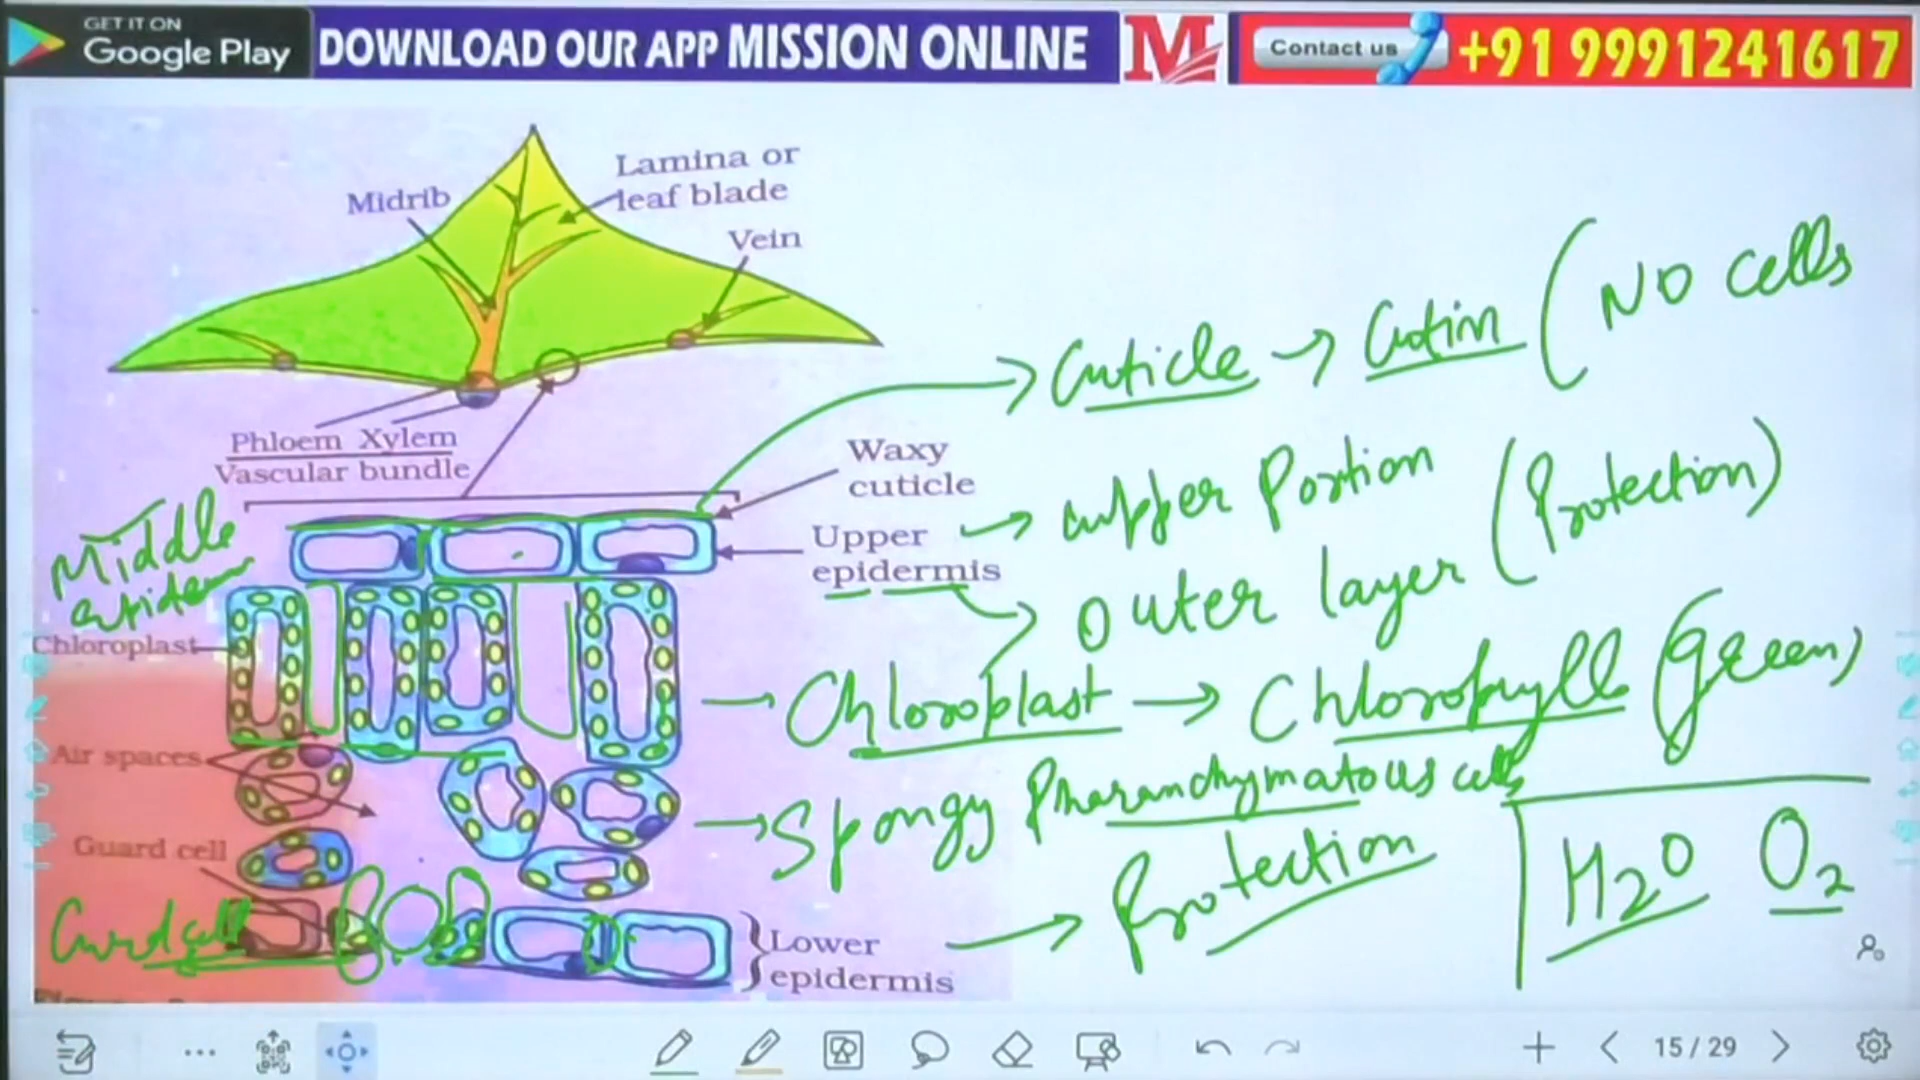 GET IT ON
Google Play
DOWNLOAD OUR APP MISSION ONLINE
Contact us
+91 9991241617
Lamina or
leaf blade
Midrib
Vein
Phloem Xylem
Vascular bundle
Waxy
cuticle
Upper
epidermis
Chloroplast
Air spaces
Guard cell
Lower
epidermis
Cuticle → Cutin (No cells
upper Portion
(Protection)
Outer layer
Middle
Chloroplast → Chlorophyll (green)
Spongy Pharanchymatous cells
Protection
H2O O2
15 / 29